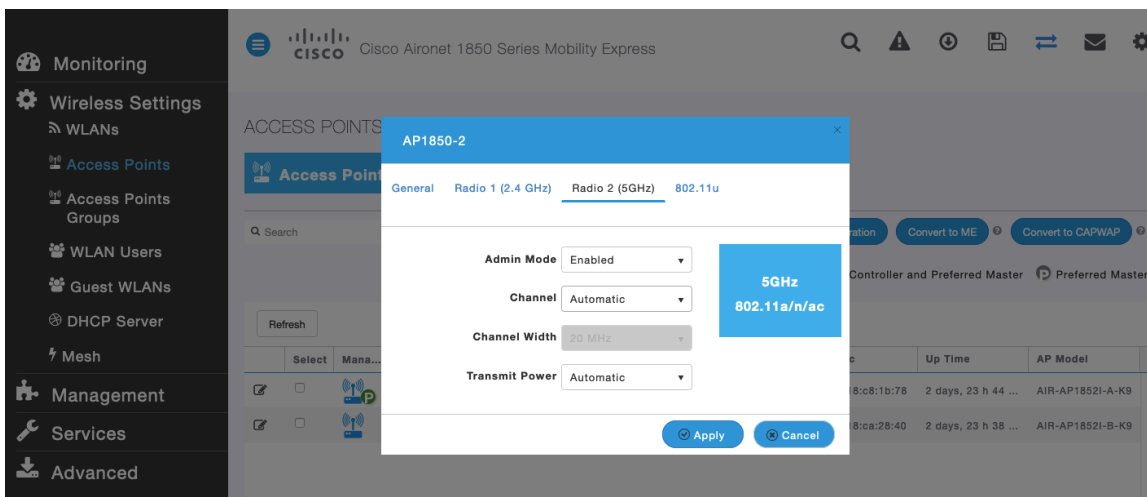 CISCO Cisco Aironet 1850 Series Mobility Express
Monitoring
Wireless Settings
WLANs
Access Points
Access Points
Groups
WLAN Users
Guest WLANs
DHCP Server
Mesh
Management
Services
Advanced
ACCESS POINTS
Access Point
Search
Convert to ME
Convert to CAPWAP
Controller and Preferred Master P Preferred Master
Refresh
Select Mana... Up Time AP Model
P 8:c8:1b:78 2 days, 23 h 44 ... AIR-AP1852I-A-K9
8:ca:28:40 2 days, 23 h 38 ... AIR-AP1852I-B-K9
AP1850-2
General Radio 1 (2.4 GHz) Radio 2 (5GHz) 802.11u
Admin Mode Enabled
Channel Automatic
Channel Width 20 MHz
Transmit Power Automatic
5GHz
802.11a/n/ac
Apply Cancel